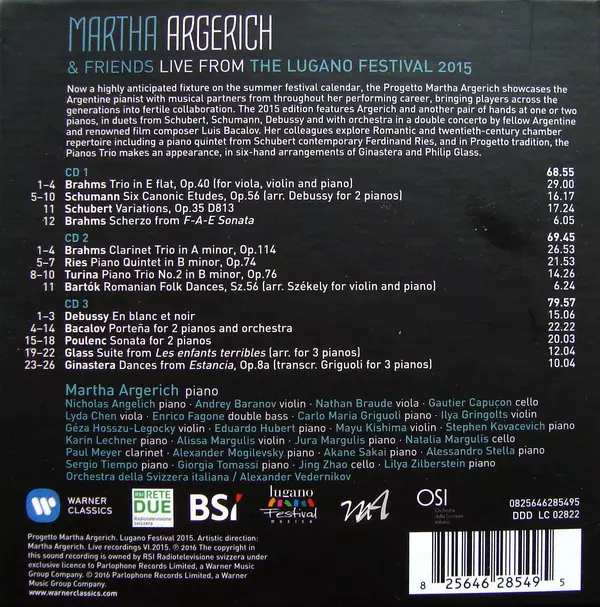 MARTHA ARGERICH
& FRIENDS LIVE FROM THE LUGANO FESTIVAL 2015
Now a highly anticipated fixture on the summer festival calendar, the Progetto Martha Argerich showcases the
Argentine pianist with musical partners from throughout her performing career, bringing players across the
generations into fertile collaboration. The 2015 edition features Argerich and another pair of hands at one or two
pianos, in duets from Schubert, Schumann, Debussy and with orchestra in a double concerto by fellow Argentine
and renowned film composer Luis Bacalov. Her colleagues explore Romantic and twentieth-century chamber
repertoire including a piano quintet from Schubert contemporary Ferdinand Ries, and in Progetto tradition, the
Pianos Trio makes an appearance, in six-hand arrangements of Ginastera and Philip Glass.
CD 1 68.55
1–4 Brahms Trio in E flat, Op.40 (for viola, violin and piano) 29.00
5–10 Schumann Six Canonic Etudes, Op.56 (arr. Debussy for 2 pianos) 16.17
11 Schubert Variations, Op.35 D813 17.24
12 Brahms Scherzo from F-A-E Sonata 6.05
CD 2 69.45
1–4 Brahms Clarinet Trio in A minor, Op.114 26.53
5–7 Ries Piano Quintet in B minor, Op.74 21.53
8–10 Turina Piano Trio No.2 in B minor, Op.76 14.26
11 Bartók Romanian Folk Dances, Sz.56 (arr. Székely for violin and piano) 6.24
CD 3 79.57
1–3 Debussy En blanc et noir 15.06
4–14 Bacalov Porteña for 2 pianos and orchestra 22.22
15–18 Poulenc Sonata for 2 pianos 20.03
19–22 Glass Suite from Les enfants terribles (arr. for 3 pianos) 12.04
23–26 Ginastera Dances from Estancia, Op.8a (transcr. Griguoli for 3 pianos) 10.04
Martha Argerich piano
Nicholas Angelich piano · Andrey Baranov violin · Nathan Braude viola · Gautier Capuçon cello
Lyda Chen viola · Enrico Fagone double bass · Carlo Maria Griguoli piano · Ilya Gringolts violin
Géza Hosszu-Legocky violin · Eduardo Hubert piano · Mayu Kishima violin · Stephen Kovacevich piano
Karin Lechner piano · Alissa Margulis violin · Jura Margulis piano · Natalia Margulis cello
Paul Meyer clarinet · Alexander Mogilevsky piano · Akane Sakai piano · Alessandro Stella piano
Sergio Tiempo piano · Giorgia Tomassi piano · Jing Zhao cello · Lilya Zilberstein piano
Orchestra della Svizzera italiana / Alexander Vedernikov
WARNER
CLASSICS
RSI RETE
DUE
Radiotelevisione
svizzera
BSI
lugano
Festival
musica
MA
OSI
Orchestra
della Svizzera
italiana
0825646285495
DDD LC 02822
Progetto Martha Argerich. Lugano Festival 2015. Artistic direction:
Martha Argerich. Live recordings VI.2015. ℗ 2016 The copyright in
this sound recording is owned by RSI Radiotelevisione svizzera under
exclusive licence to Parlophone Records Limited, a Warner Music
Group Company. © 2016 Parlophone Records Limited, a Warner
Music Group Company.
www.warnerclassics.com
8 25646 28549 5